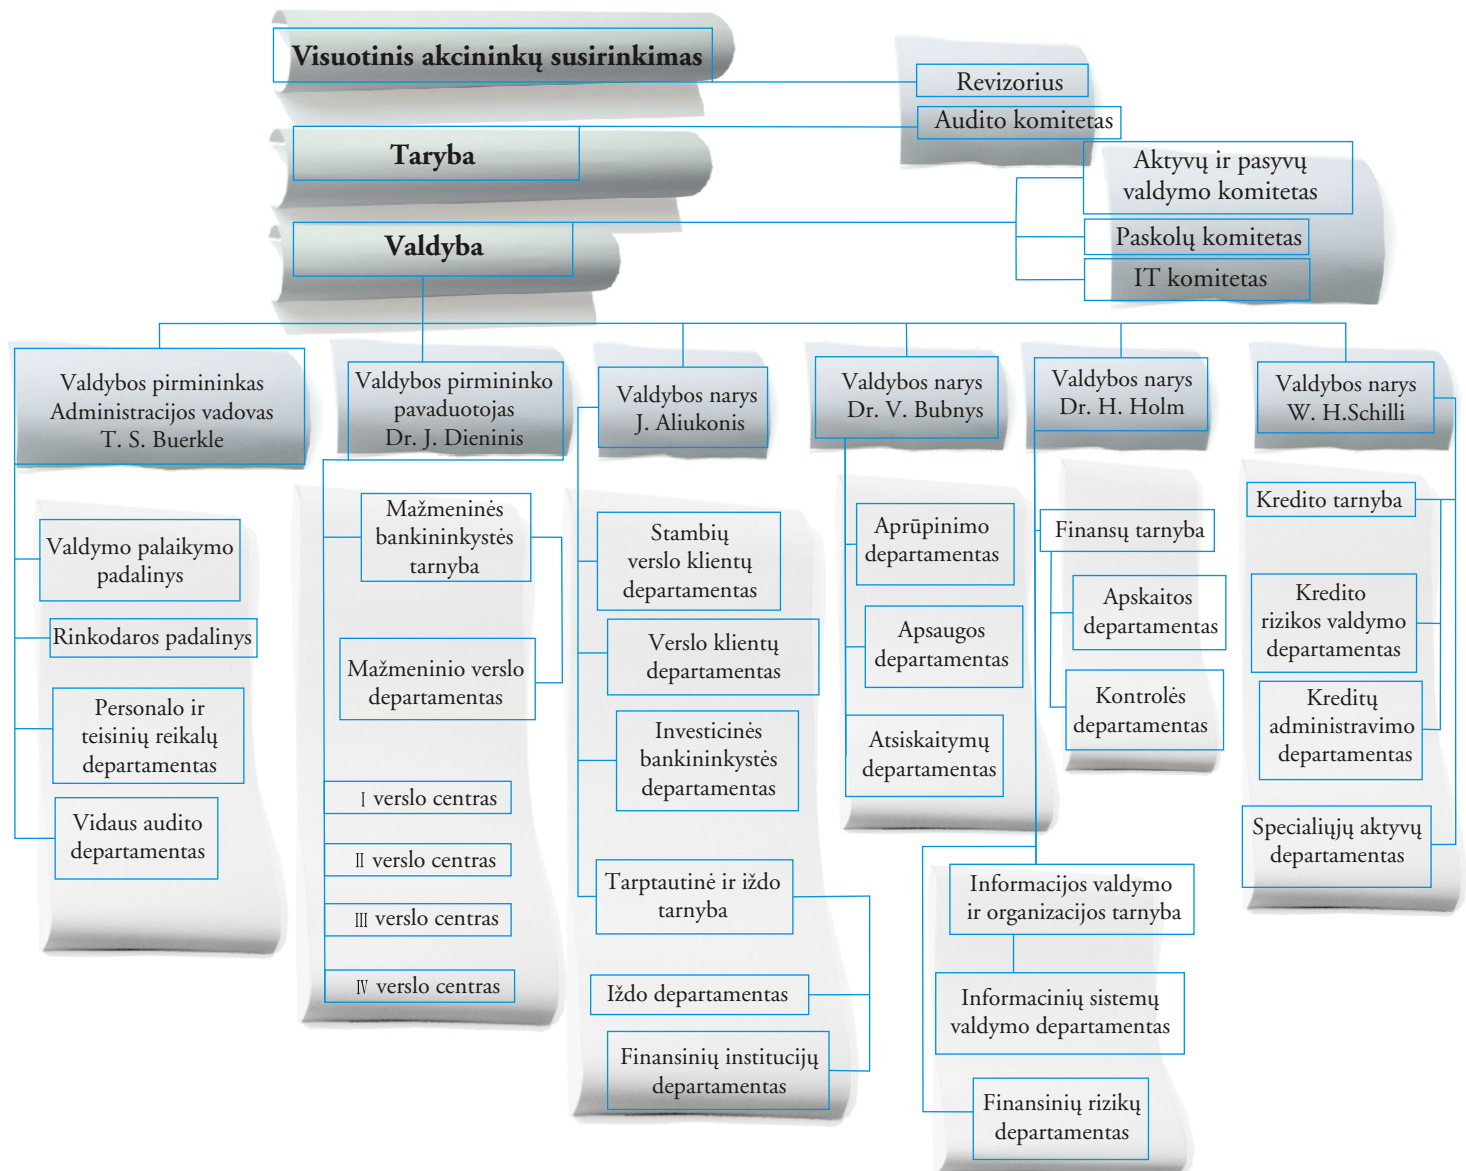 Visuotinis akcininkų susirinkimas
Revizorius
Audito komitetas
Taryba
Aktyvų ir pasyvų
valdymo komitetas
Paskolų komitetas
IT komitetas
Valdyba
Valdybos pirmininkas
Administracijos vadovas
T. S. Buerkle
Valdymo palaikymo
padalinys
Rinkodaros padalinys
Personalo ir
teisinių reikalų
departamentas
Vidaus audito
departamentas
Valdybos pirmininko
pavaduotojas
Dr. J. Dieninis
Mažmeninės
bankininkystės
tarnyba
Mažmeninio verslo
departamentas
I verslo centras
II verslo centras
III verslo centras
IV verslo centras
Valdybos narys
J. Aliukonis
Stambių
verslo klientų
departamentas
Verslo klientų
departamentas
Investicinės
bankininkystės
departamentas
Tarptautinė ir iždo
tarnyba
Iždo departamentas
Finansinių institucijų
departamentas
Valdybos narys
Dr. V. Bubnys
Aprūpinimo
departamentas
Apsaugos
departamentas
Atsiskaitymų
departamentas
Valdybos narys
Dr. H. Holm
Finansų tarnyba
Apskaitos
departamentas
Kontrolės
departamentas
Informacijos valdymo
ir organizacijos tarnyba
Informacinių sistemų
valdymo departamentas
Finansinių rizikų
departamentas
Valdybos narys
W. H.Schilli
Kredito tarnyba
Kredito
rizikos valdymo
departamentas
Kreditų
administravimo
departamentas
Specialiųjų aktyvų
departamentas